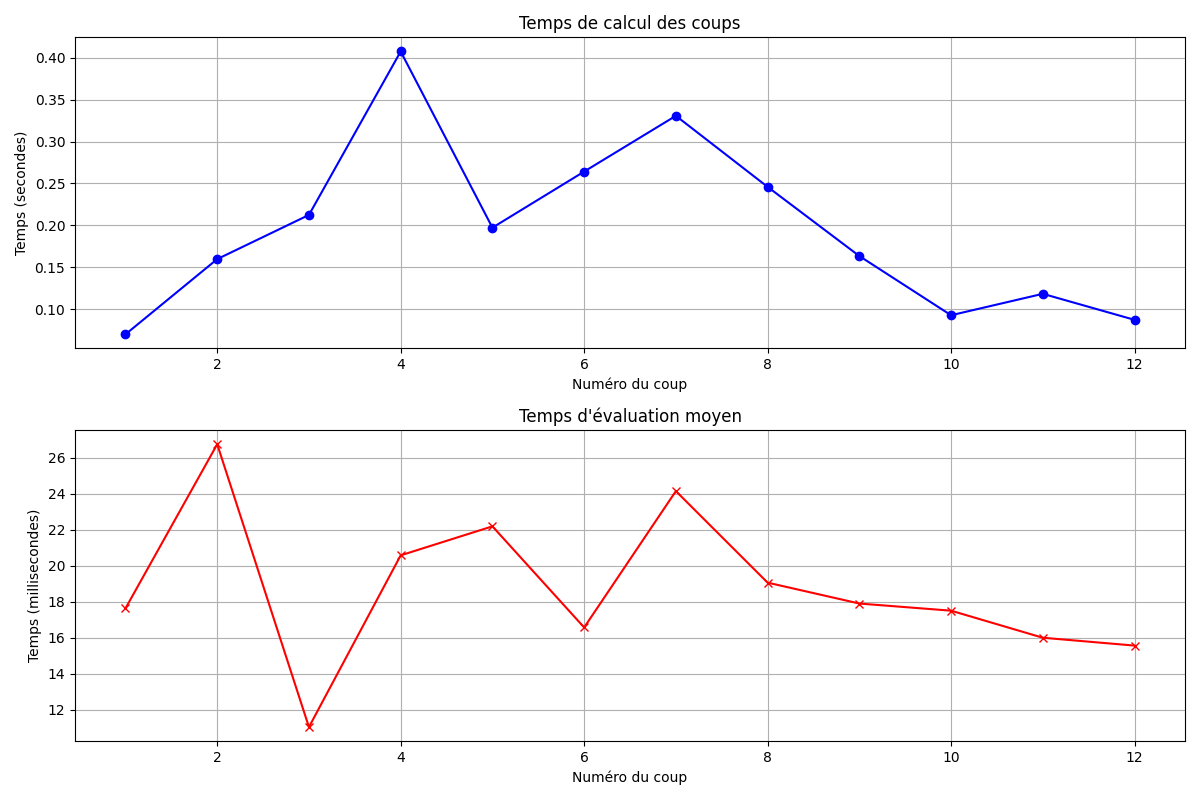 Temps de calcul des coups
0.40
0.35
0.30
0.25
0.20
0.15
0.10
Temps (secondes)
2 4 6 8 10 12
Numéro du coup
Temps d'évaluation moyen
26
24
22
20
18
16
14
12
Temps (millisecondes)
2 4 6 8 10 12
Numéro du coup